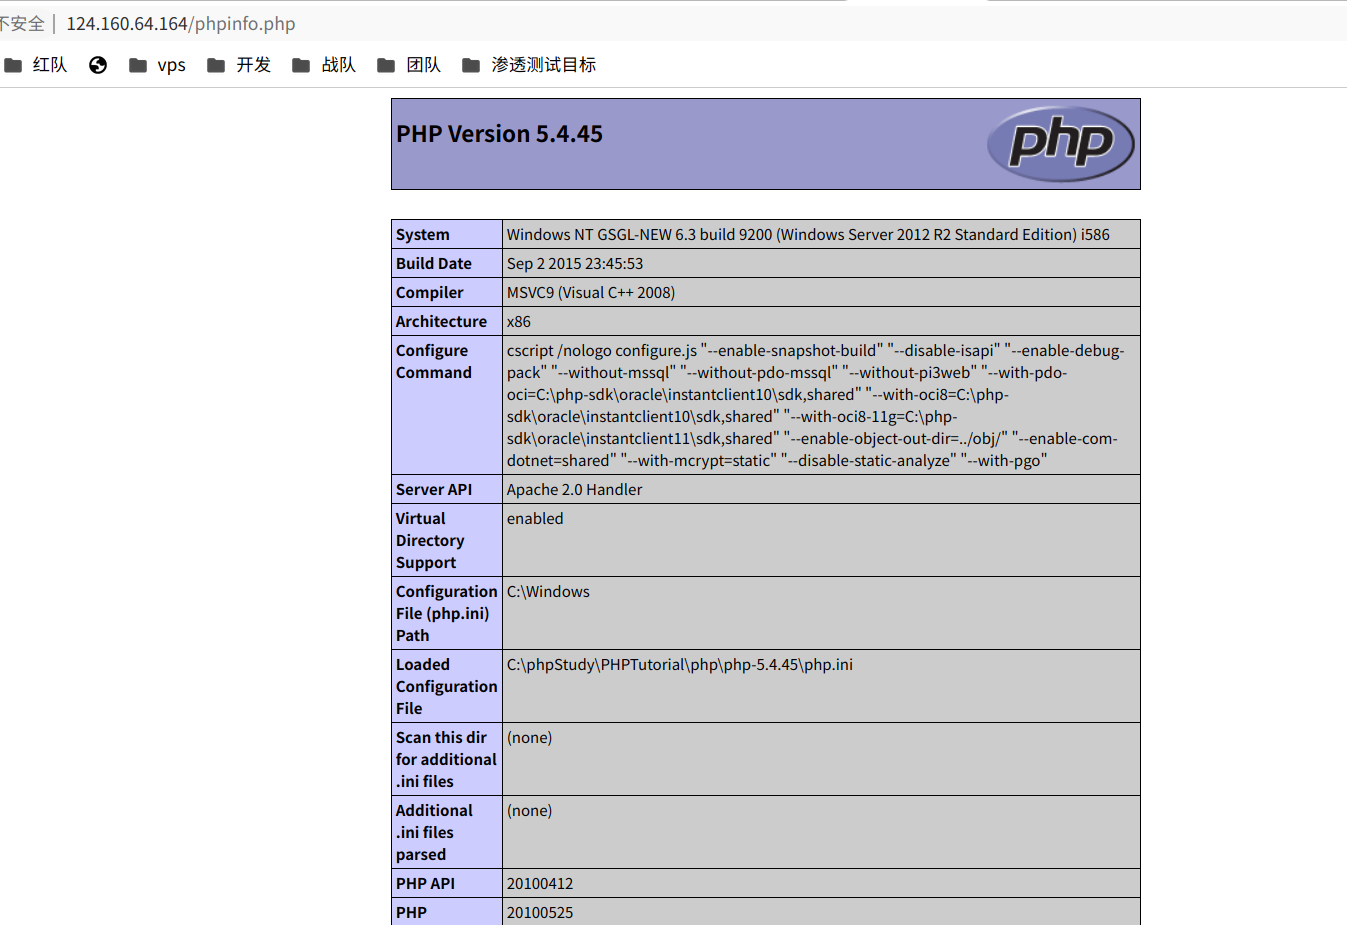 不安全 124.160.64.164/phpinfo.php
红队 vps 开发 战队 团队 渗透测试目标
PHP Version 5.4.45
php
System Windows NT GSGL-NEW 6.3 build 9200 (Windows Server 2012 R2 Standard Edition) i586
Build Date Sep 2 2015 23:45:53
Compiler MSVC9 (Visual C++ 2008)
Architecture x86
Configure cscript /nologo configure.js "--enable-snapshot-build" "--disable-isapi" "--enable-debug-
Command pack" "--without-mssql" "--without-pdo-mssql" "--without-pi3web" "--with-pdo-
oci=C:\php-sdk\oracle\instantclient10\sdk,shared" "--with-oci8=C:\php-
sdk\oracle\instantclient10\sdk,shared" "--with-oci8-11g=C:\php-
sdk\oracle\instantclient11\sdk,shared" "--enable-object-out-dir=../obj/" "--enable-com-
dotnet=shared" "--with-mcrypt=static" "--disable-static-analyze" "--with-pgo"
Server API Apache 2.0 Handler
Virtual enabled
Directory
Support
Configuration C:\Windows
File (php.ini)
Path
Loaded C:\phpStudy\PHPTutorial\php\php-5.4.45\php.ini
Configuration
File
Scan this dir (none)
for additional
.ini files
Additional (none)
.ini files
parsed
PHP API 20100412
PHP 20100525